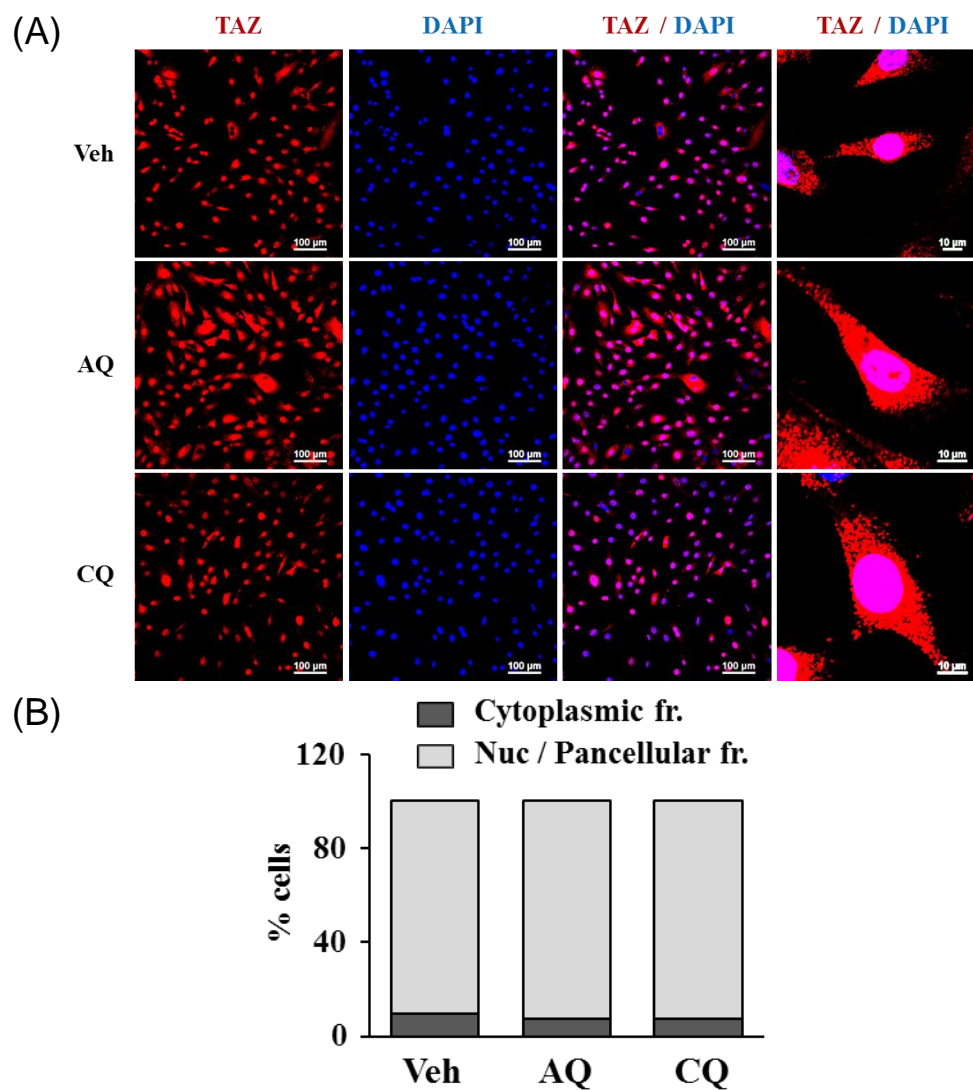 (A)
TAZ DAPI TAZ / DAPI TAZ / DAPI
Veh
100 µm 100 µm 100 µm 10 µm
AQ
100 µm 100 µm 100 µm 10 µm
CQ
100 µm 100 µm 100 µm 10 µm
(B)
Cytoplasmic fr.
Nuc / Pancellular fr.
120
80
40
0
% cells
Veh AQ CQ